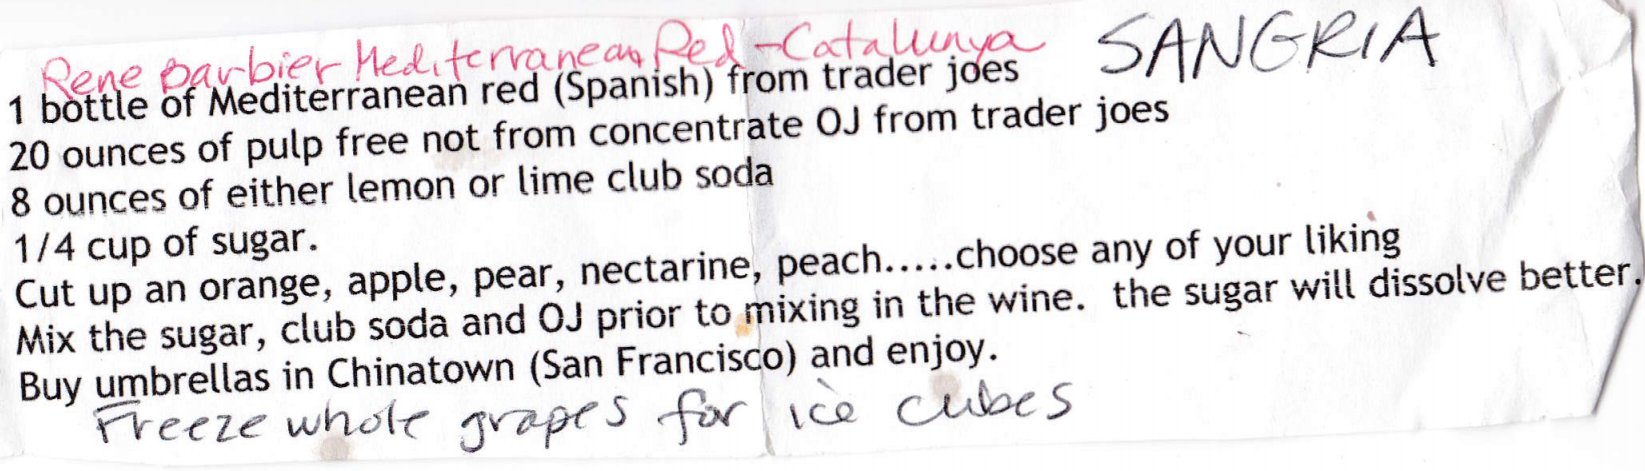 SANGRIA
Rene Barbier Mediterranean Red - Catalunya
1 bottle of Mediterranean red (Spanish) from trader joes
20 ounces of pulp free not from concentrate OJ from trader joes
8 ounces of either lemon or lime club soda
1/4 cup of sugar.
Cut up an orange, apple, pear, nectarine, peach.....choose any of your liking
Mix the sugar, club soda and OJ prior to mixing in the wine.  the sugar will dissolve better.
Buy umbrellas in Chinatown (San Francisco) and enjoy.
Freeze whole grapes for ice cubes